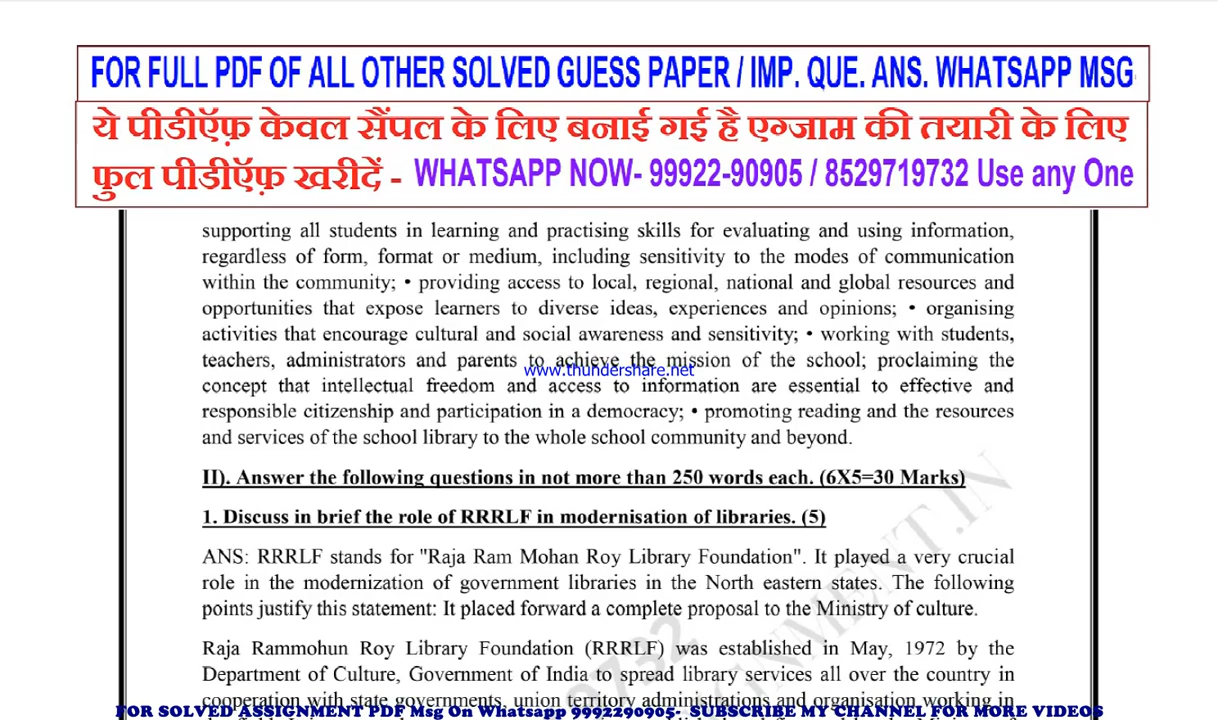 FOR FULL PDF OF ALL OTHER SOLVED GUESS PAPER / IMP. QUE. ANS. WHATSAPP MSG
ये पीडीऍफ़ केवल सैंपल के लिए बनाई गई है एग्जाम की तयारी के लिए
फुल पीडीऍफ़ खरीदें - WHATSAPP NOW- 99922-90905 / 8529719732 Use any One
supporting all students in learning and practising skills for evaluating and using information,
regardless of form, format or medium, including sensitivity to the modes of communication
within the community; • providing access to local, regional, national and global resources and
opportunities that expose learners to diverse ideas, experiences and opinions; • organising
activities that encourage cultural and social awareness and sensitivity; • working with students,
teachers, administrators and parents to achieve the mission of the school; proclaiming the
www.thundershare.net
concept that intellectual freedom and access to information are essential to effective and
responsible citizenship and participation in a democracy; • promoting reading and the resources
and services of the school library to the whole school community and beyond.
II). Answer the following questions in not more than 250 words each. (6X5=30 Marks)
1. Discuss in brief the role of RRRLF in modernisation of libraries. (5)
ANS: RRRLF stands for "Raja Ram Mohan Roy Library Foundation". It played a very crucial
role in the modernization of government libraries in the North eastern states. The following
points justify this statement: It placed forward a complete proposal to the Ministry of culture.
Raja Rammohun Roy Library Foundation (RRRLF) was established in May, 1972 by the
Department of Culture, Government of India to spread library services all over the country in
cooperation with state governments, union territory administrations and organisation working in
FOR SOLVED ASSIGNMENT PDF Msg On Whatsapp 9992290905- SUBSCRIBE MY CHANNEL FOR MORE VIDEOS